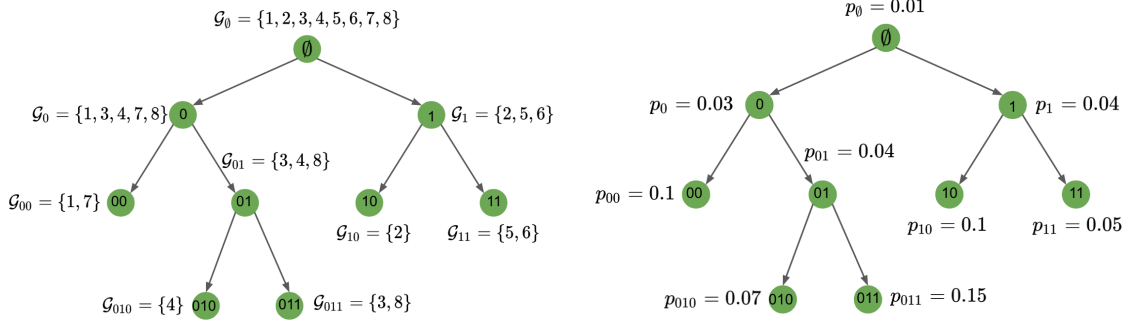 𝒢_∅ = {1, 2, 3, 4, 5, 6, 7, 8}
∅
𝒢_0 = {1, 3, 4, 7, 8}
0
1
𝒢_1 = {2, 5, 6}
𝒢_01 = {3, 4, 8}
𝒢_00 = {1, 7}
00
01
10
11
𝒢_10 = {2}
𝒢_11 = {5, 6}
𝒢_010 = {4}
010
011
𝒢_011 = {3, 8}
p_∅ = 0.01
∅
p_0 = 0.03
0
1
p_1 = 0.04
p_01 = 0.04
p_00 = 0.1
00
01
10
11
p_10 = 0.1
p_11 = 0.05
p_010 = 0.07
010
011
p_011 = 0.15